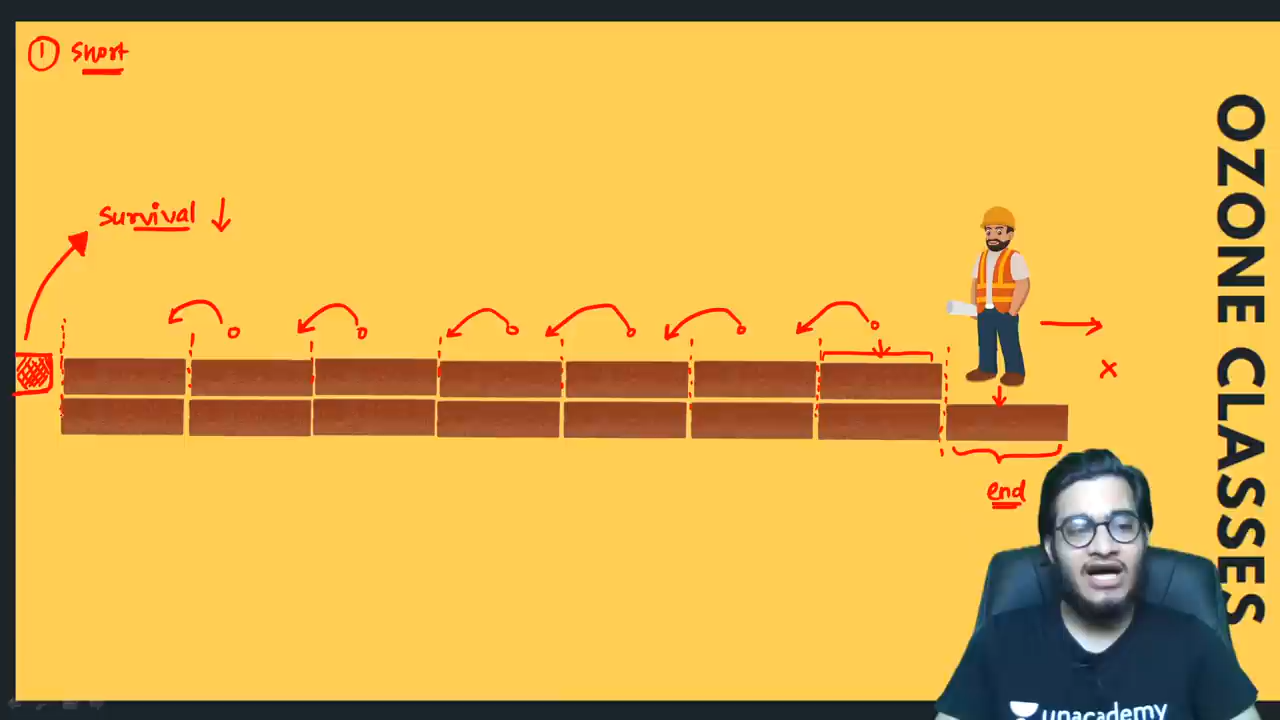 ① Short
Survival ↓
x
end
OZONE CLASSES
unacademy